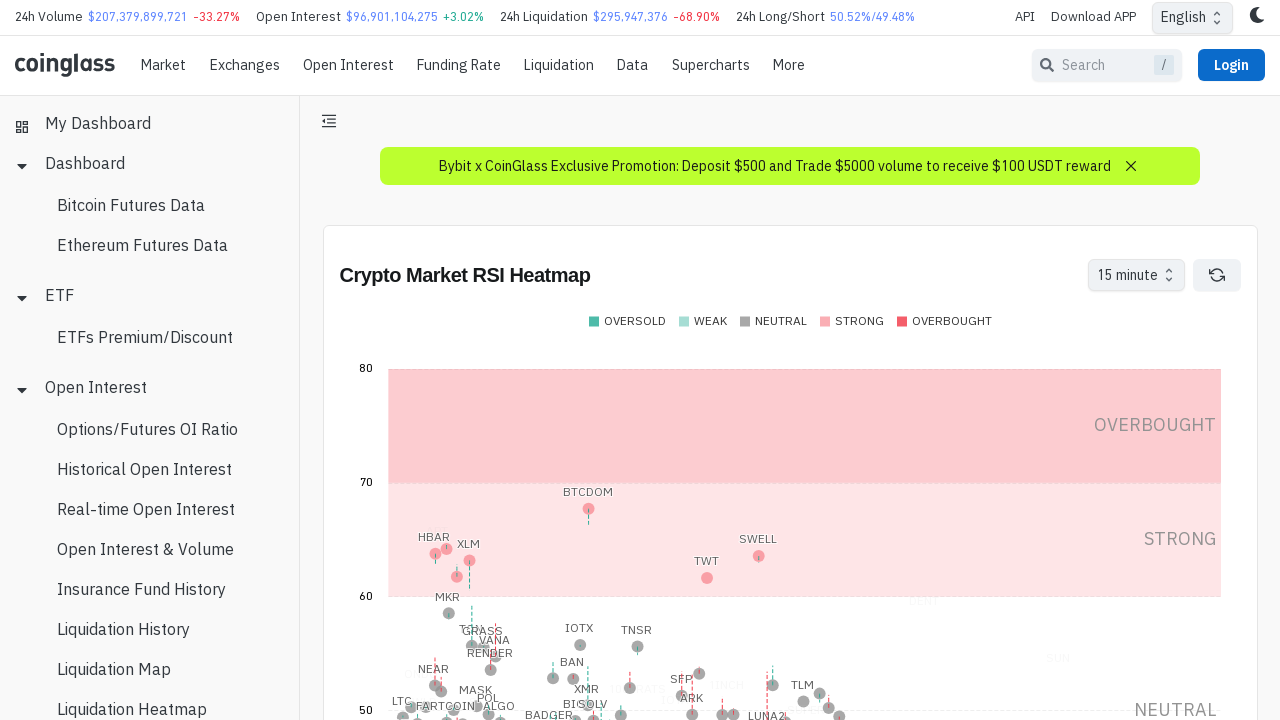 24h Volume $207,379,899,721 -33.27% Open Interest $96,901,104,275 +3.02% 24h Liquidation $295,947,376 -68.90% 24h Long/Short 50.52%/49.48% API Download APP English
coinglass Market Exchanges Open Interest Funding Rate Liquidation Data Supercharts More Search / Login
My Dashboard
Dashboard
Bitcoin Futures Data
Ethereum Futures Data
ETF
ETFs Premium/Discount
Open Interest
Options/Futures OI Ratio
Historical Open Interest
Real-time Open Interest
Open Interest & Volume
Insurance Fund History
Liquidation History
Liquidation Map
Liquidation Heatmap
Bybit x CoinGlass Exclusive Promotion: Deposit $500 and Trade $5000 volume to receive $100 USDT reward
Crypto Market RSI Heatmap 15 minute
OVERSOLD WEAK NEUTRAL STRONG OVERBOUGHT
80
OVERBOUGHT
70
BTCDOM
HBAR XLM SWELL STRONG
TWT
60
MKR
GRASS IOTX TNSR
VANA
RENDER
NEAR BAN
SFP TLM
MASK XMR
LTC POL ARK
FARTCOIN ALGO BISOLV
50 BADGER LUNA2 NEUTRAL